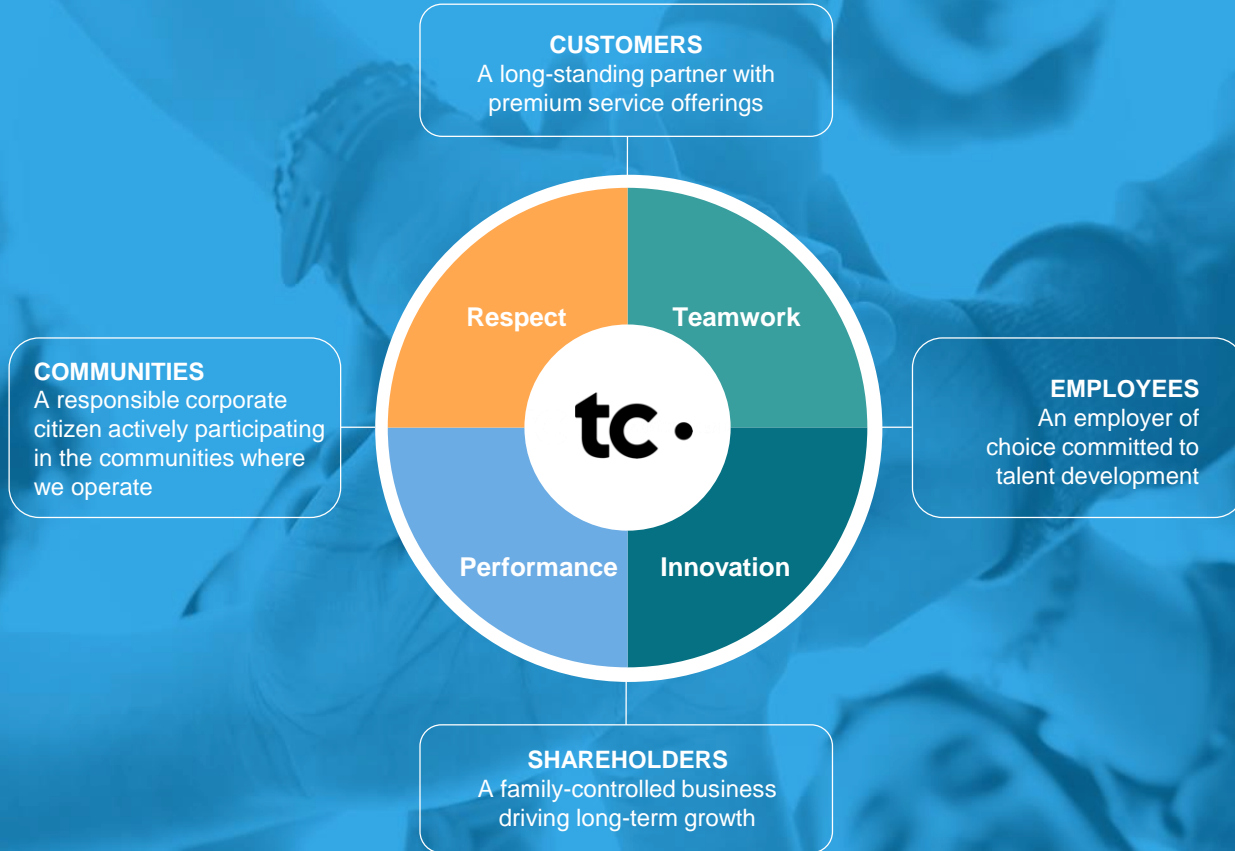 CUSTOMERS
A long-standing partner with
premium service offerings
Respect
Teamwork
COMMUNITIES
A responsible corporate
citizen actively participating
in the communities where
we operate
tc
EMPLOYEES
An employer of
choice committed to
talent development
Performance
Innovation
SHAREHOLDERS
A family-controlled business
driving long-term growth